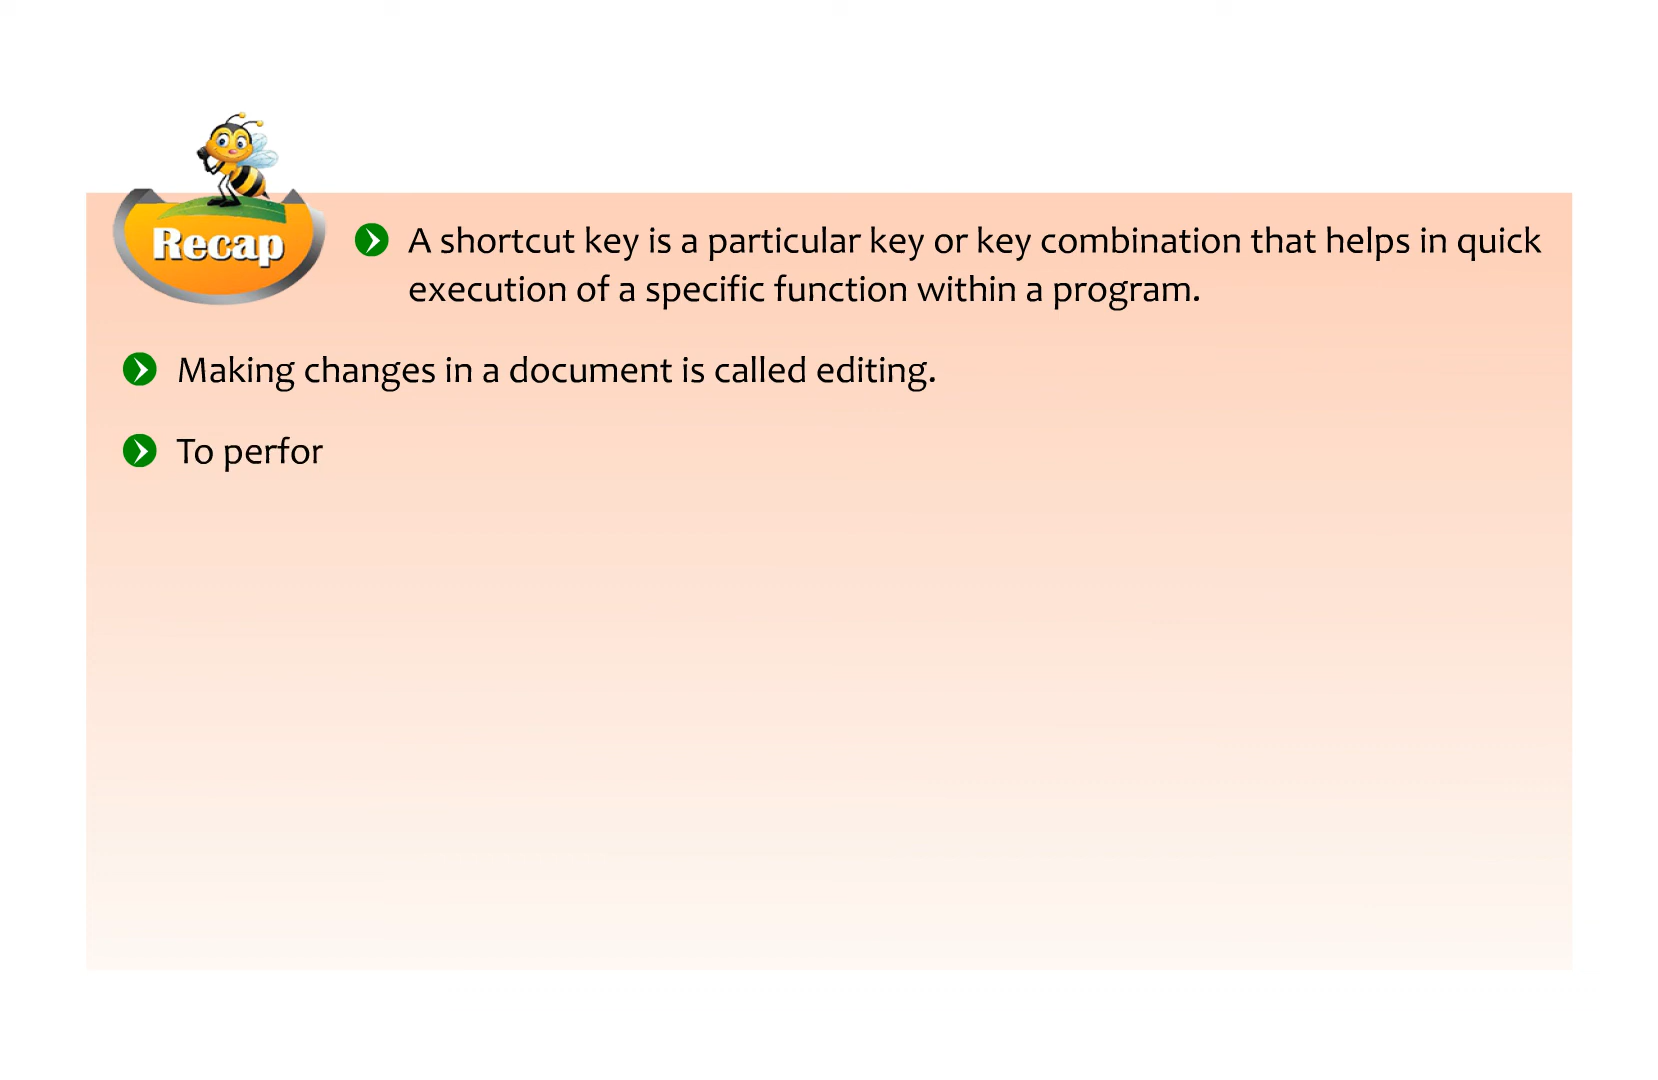 Recap
A shortcut key is a particular key or key combination that helps in quick
execution of a specific function within a program.
Making changes in a document is called editing.
To perfor